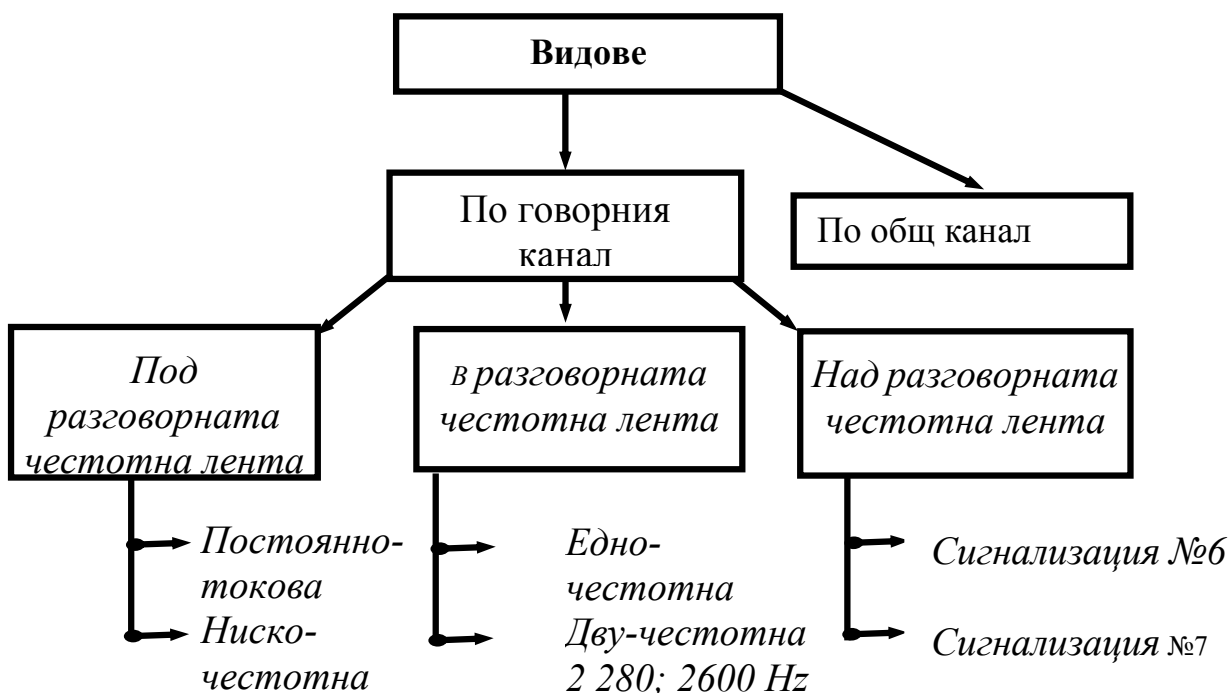 Видове
По говорния
канал
По общ канал
Под
разговорната
честотна лента
в разговорната
честотна лента
Над разговорната
честотна лента
Постоянно-
токова
Ниско-
честотна
Едно-
честотна
Дву-честотна
2 280; 2600 Hz
Сигнализация №6
Сигнализация №7